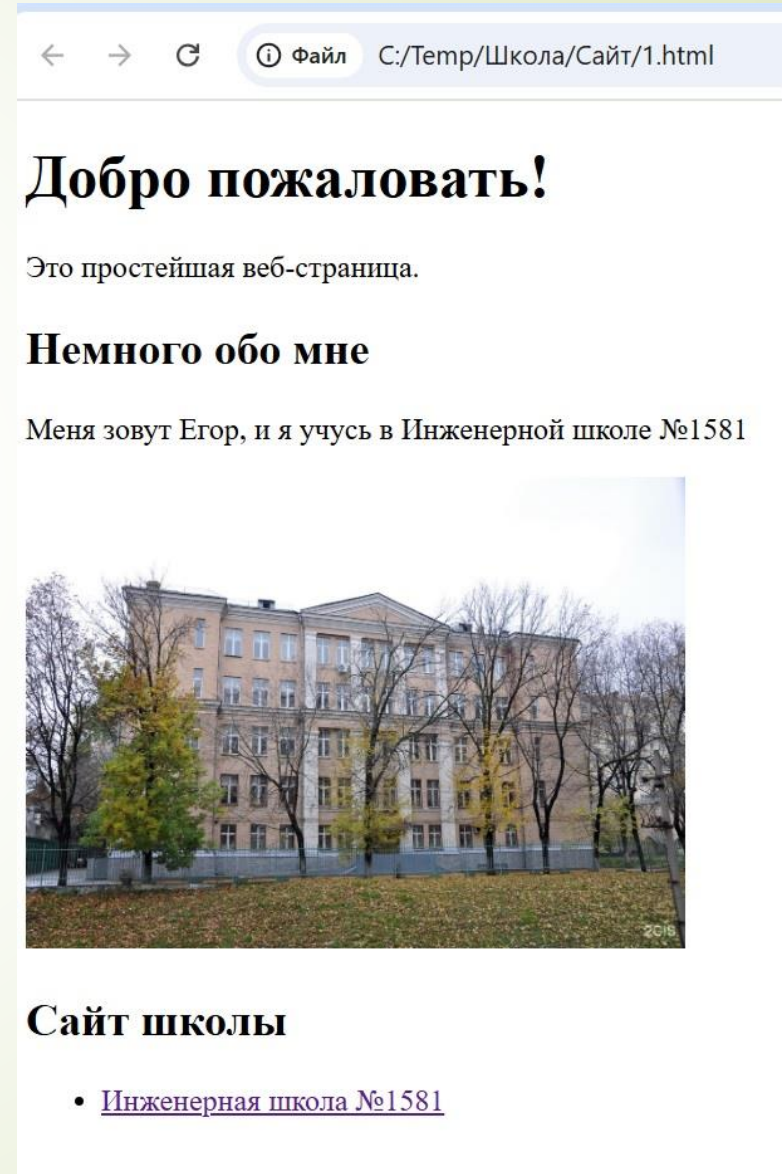 Файл C:/Temp/Школа/Сайт/1.html
Добро пожаловать!
Это простейшая веб-страница.
Немного обо мне
Меня зовут Егор, и я учусь в Инженерной школе №1581
2GIS
Сайт школы
• Инженерная школа №1581